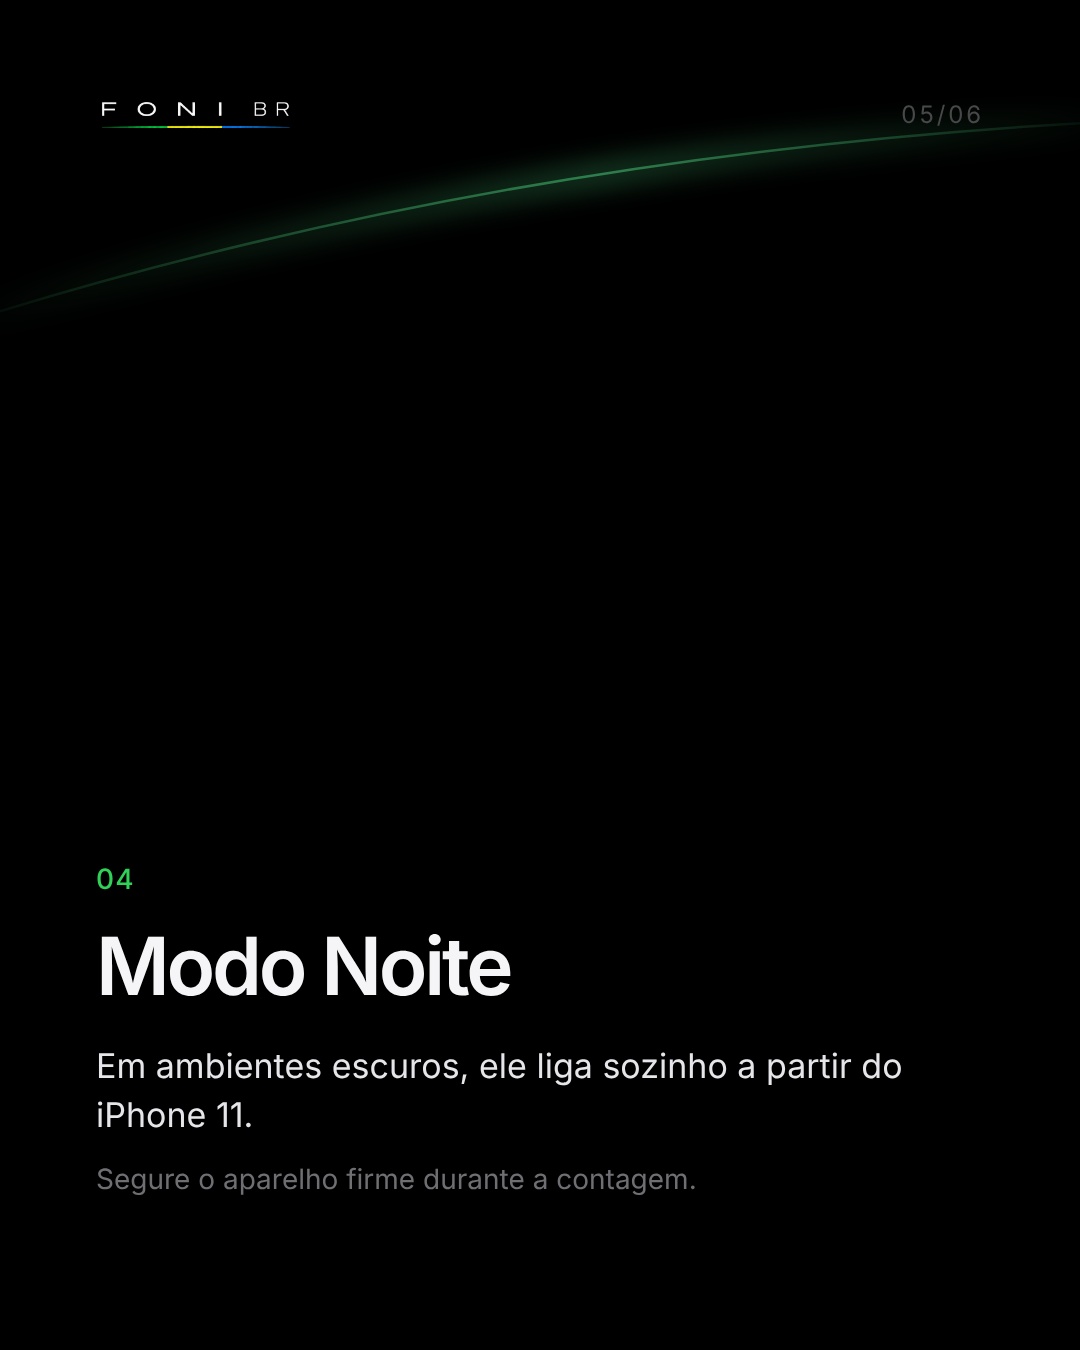 FONI BR
05/06
04
Modo Noite
Em ambientes escuros, ele liga sozinho a partir do
iPhone 11.
Segure o aparelho firme durante a contagem.